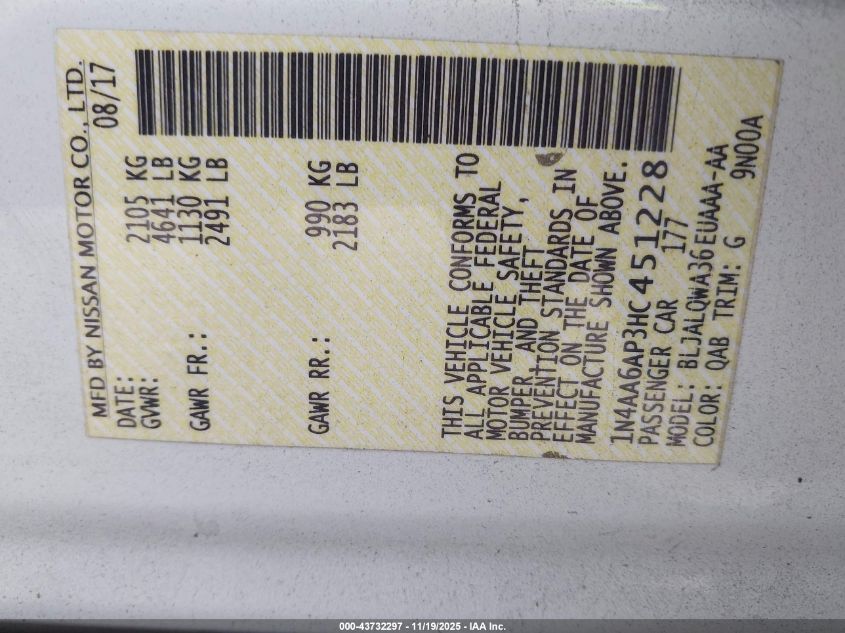 MFD BY NISSAN MOTOR CO., LTD.
DATE: 08/17
GVWR: 2105 KG
4641 LB
GAWR FR.: 1130 KG
2491 LB
GAWR RR.: 990 KG
2183 LB
THIS VEHICLE CONFORMS TO
ALL APPLICABLE FEDERAL
MOTOR VEHICLE SAFETY,
BUMPER, AND THEFT
PREVENTION STANDARDS IN
EFFECT ON THE DATE OF
MANUFACTURE SHOWN ABOVE.
1N4AA6AP3HC451228
PASSENGER CAR 177
MODEL: BLJALOWA36EUAAA-AA
COLOR: QAB TRIM: G 9N00A
000-43732297 - 11/19/2025 - IAA Inc.